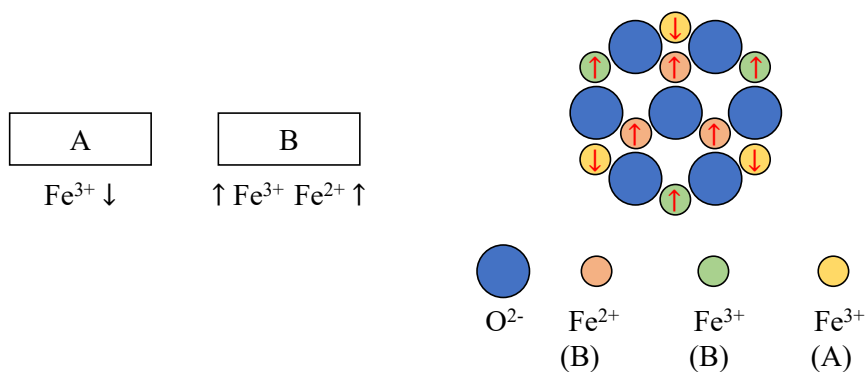 A
B
Fe³⁺ ↓
↑ Fe³⁺ Fe²⁺ ↑
O²⁻
Fe²⁺
Fe³⁺
Fe³⁺
(B)
(B)
(A)